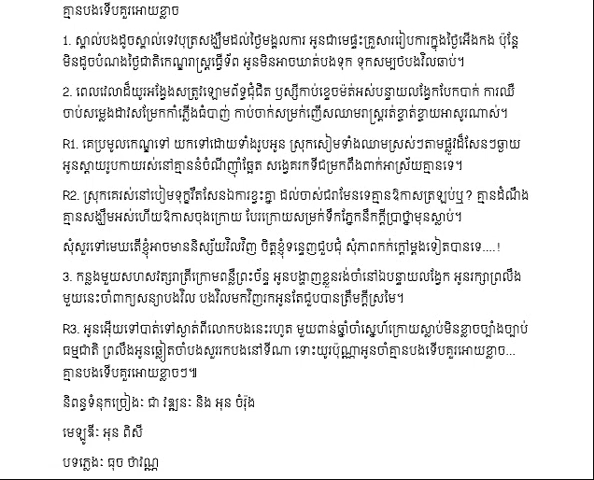 គ្មានបងទើបគួរអោយខ្លាច
1. ស្គាល់បងដូចស្គាល់ទេវបុត្រសង្ឃឹមដល់ថ្ងៃមង្គលការ អូនជាមេផ្ទះគ្រួសាររៀបការក្នុងថ្ងៃអើងកង ប៉ុន្តែ
មិនដូចបំណងថ្ងៃជាតិកេណ្ឌរាស្ត្រធ្វើទ័ព អូនមិនអាចឃាត់បងទុក ទុកសម្បថបងវិលឆាប់។
2. ពេលវេលាដ៏យូរអង្វែងសត្រូវឡោមព័ទ្ធជុំជិត ឫស្សីកាប់ខ្ទេចម៉ត់អស់បន្ទាយលង្វែកបែកបាក់ ការឈឺ
ចាប់សម្លេងដាវសម្រែកកាំភ្លើងធំបាញ់ កាប់ចាក់សម្រក់ញើសឈាមរាស្ត្ររត់ខ្ចាត់ខ្ចាយអាសូរណាស់។
R1. គេប្រមូលកេណ្ឌទៅ យកទៅដោយទាំងរូបអូន ស្រុកសៀមទាំងឈាមស្រស់ៗតាមផ្លូវដ៏សែនៗឆ្ងាយ
អូនស្តាយរូបកាយរស់នៅគ្មាននំចំណីញ៉ាំឆ្អែត សង្វេគរកទីជម្រកពឹងពាក់អាស្រ័យគ្មានទេ។
R2. ស្រុកគេរស់នៅបៀមទុក្ខវឹតសែនឯការខ្វះគ្នា ដល់ចាស់ជរាមែនទេគ្មានឱកាសត្រឡប់ឬ? គ្មានដំណឹង
គ្មានសង្ឃឹមអស់ហើយឱកាសចុងក្រោយ បែរក្រោយសម្រក់ទឹកភ្នែកនឹកក្តីប្រាថ្នាមុនស្លាប់។
សុំសួរទៅមេឃតើខ្ញុំអាចមាននិស្ស័យវិលវិញ ចិត្តខ្ញុំទន្ទេញជួបជុំ សុំភាពកក់ក្តៅម្តងទៀតបានទេ....!
3. កន្លងមួយសហសវត្សរាត្រីក្រោមពន្លឺព្រះច័ន្ទ អូនបង្ហាញខ្លួនរង់ចាំនៅឯបន្ទាយលង្វែក អូនរក្សាព្រលឹង
មួយនេះចាំពាក្យសន្យាបងវិល បងវិលមកវិញរកអូនតែជួបបានត្រឹមក្តីស្រមៃ។
R3. អូនអើយទៅបាត់ទៅស្ងាត់ពីលោកបងនេះរហូត មួយពាន់ឆ្នាំចាំស្នេហ៍ក្រោយស្លាប់មិនខ្លាចច្បាំងច្បាប់
ធម្មជាតិ ព្រលឹងអូនឆ្លៀតចាំបងសួររកបងនៅទីណា ទោះយូរប៉ុណ្ណាអូនចាំគ្មានបងទើបគួរអោយខ្លាច...
គ្មានបងទើបគួរអោយខ្លាចៗ៕
និពន្ធទំនុកច្រៀង: ជា វឌ្ឍនៈ និង អុន ចំរ៉ុង
មេឡូឌី: អុន ពិសី
បទភ្លេង: ធុច ថាវណ្ណ